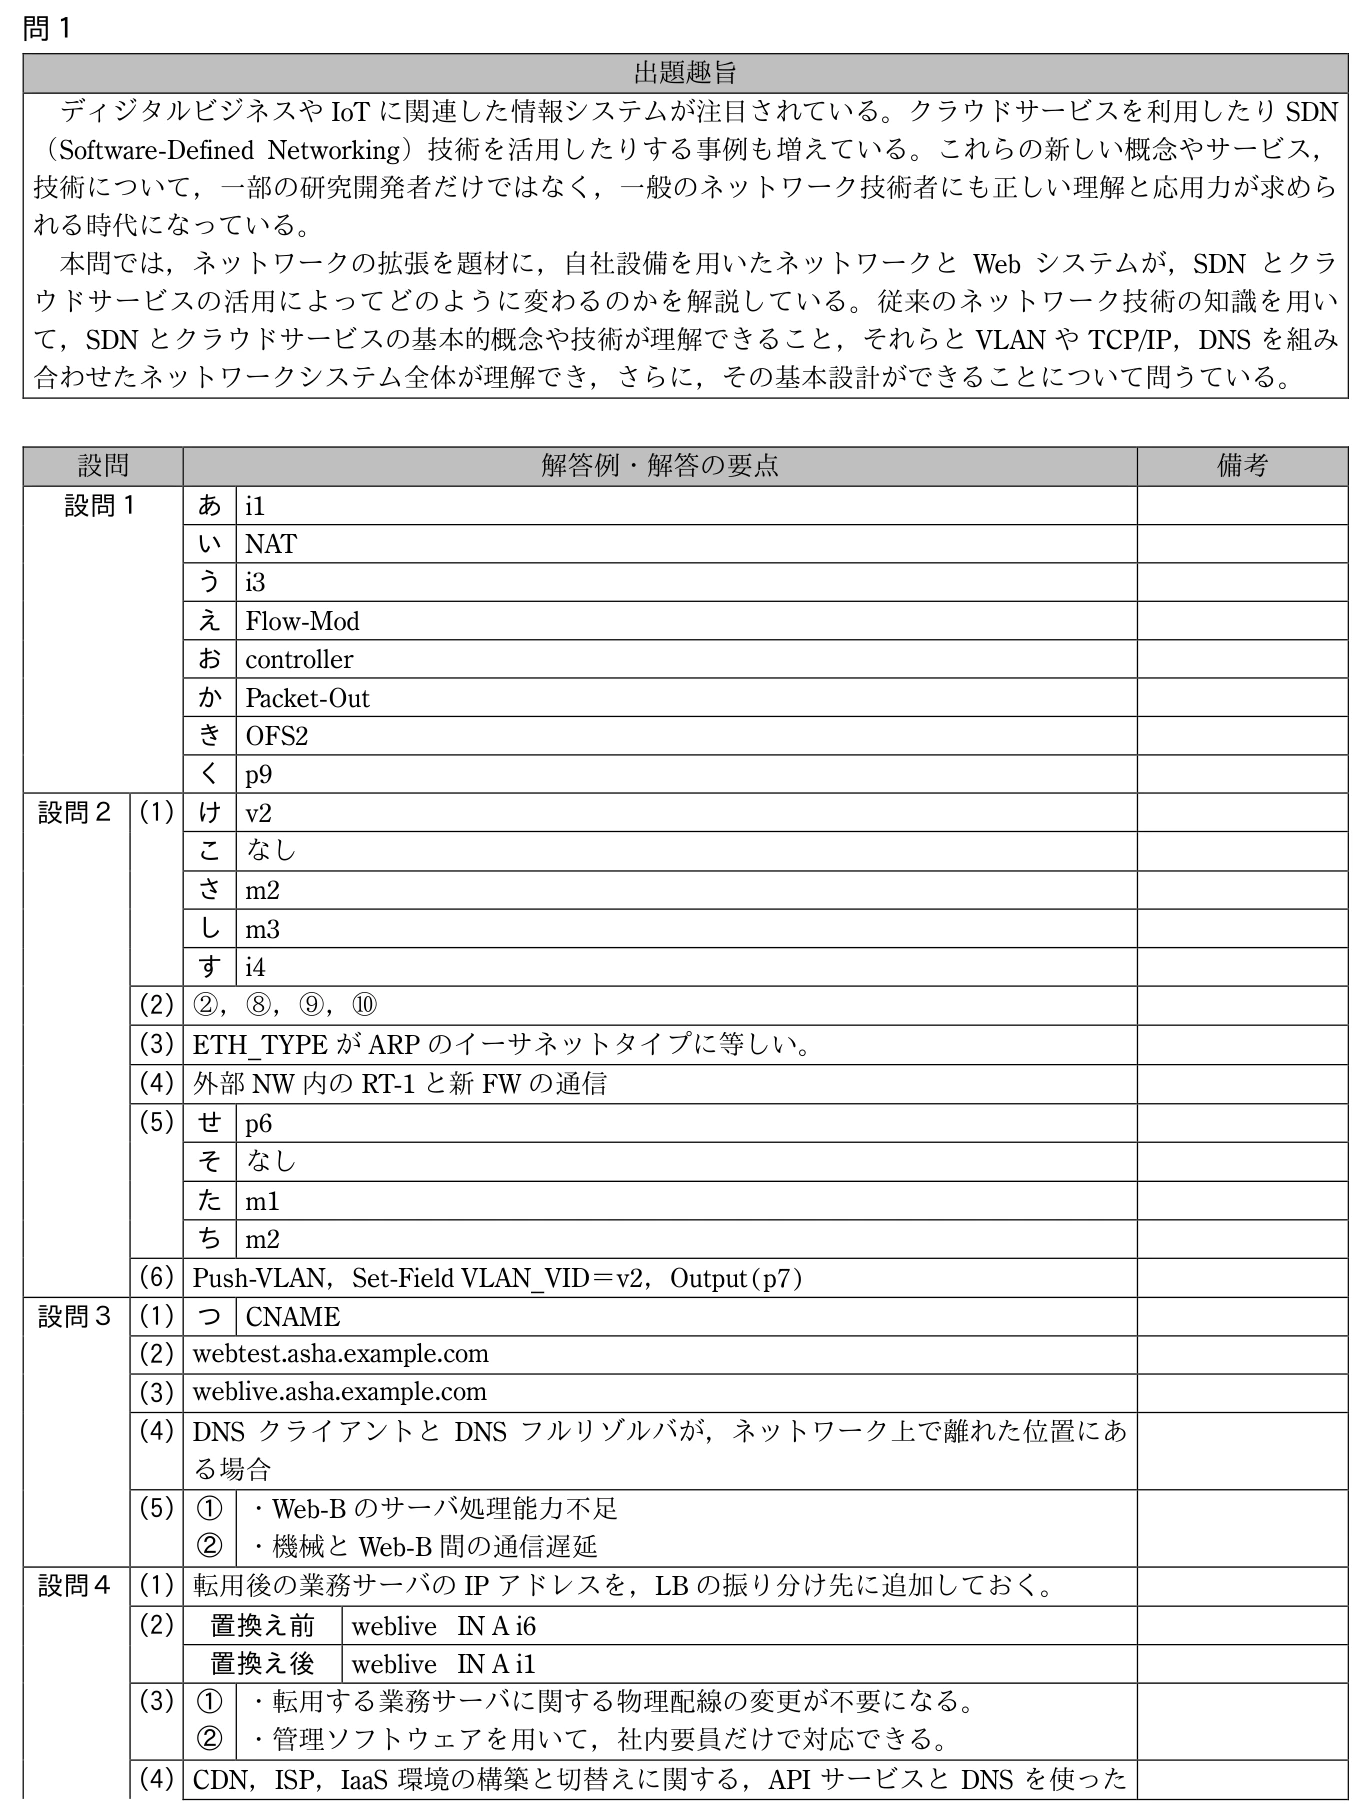 問1
出題趣旨
ディジタルビジネスや IoT に関連した情報システムが注目されている。クラウドサービスを利用したり SDN
（Software-Defined Networking）技術を活用したりする事例も増えている。これらの新しい概念やサービス，
技術について，一部の研究開発者だけではなく，一般のネットワーク技術者にも正しい理解と応用力が求めら
れる時代になっている。
本問では，ネットワークの拡張を題材に，自社設備を用いたネットワークと Web システムが，SDN とクラ
ウドサービスの活用によってどのように変わるのかを解説している。従来のネットワーク技術の知識を用い
て，SDN とクラウドサービスの基本的概念や技術が理解できること，それらと VLAN や TCP/IP，DNS を組み
合わせたネットワークシステム全体が理解でき，さらに，その基本設計ができることについて問うている。
設問 解答例・解答の要点 備考
設問1 あ i1
い NAT
う i3
え Flow-Mod
お controller
か Packet-Out
き OFS2
く p9
設問2 (1) け v2
こ なし
さ m2
し m3
す i4
(2) ②，⑧，⑨，⑩
(3) ETH_TYPE が ARP のイーサネットタイプに等しい。
(4) 外部 NW 内の RT-1 と新 FW の通信
(5) せ p6
そ なし
た m1
ち m2
(6) Push-VLAN，Set-Field VLAN_VID＝v2，Output(p7)
設問3 (1) つ CNAME
(2) webtest.asha.example.com
(3) weblive.asha.example.com
(4) DNS クライアントと DNS フルリゾルバが，ネットワーク上で離れた位置にあ
る場合
(5) ① ・Web-B のサーバ処理能力不足
② ・機械と Web-B 間の通信遅延
設問4 (1) 転用後の業務サーバの IP アドレスを，LB の振り分け先に追加しておく。
(2) 置換え前 weblive IN A i6
置換え後 weblive IN A i1
(3) ① ・転用する業務サーバに関する物理配線の変更が不要になる。
② ・管理ソフトウェアを用いて，社内要員だけで対応できる。
(4) CDN，ISP，IaaS 環境の構築と切替えに関する，API サービスと DNS を使った